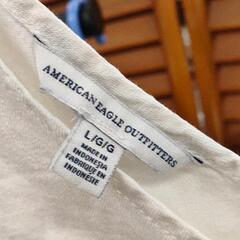 AMERICAN EAGLE OUTFITTERS
L/G/G
MADE IN
INDONESIA
FABRIQUÉ EN
INDONÉSIE